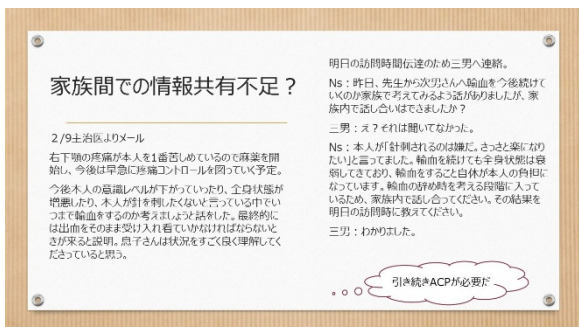 家族間での情報共有不足？
2/9主治医よりメール
右下顎の疼痛が本人を1番苦しめているので麻薬を開
始し、今後は早急に疼痛コントロールを図っていく予定。
今後本人の意識レベルが下がっていったり、全身状態が
増悪したり、本人が針を刺したくないと言っている中でい
つまで輸血をするのか考えましょうと話をした。最終的に
は出血をそのまま受け入れ看ていかなければならないと
きが来ると説明。息子さんは状況をすごく良く理解してく
ださっていると思う。
明日の訪問時間伝達のため三男へ連絡。
Ns：昨日、先生から次男さんへ輸血を今後続けて
いくのか家族で考えてみるよう話がありましたが、家
族内で話し合いはできましたか？
三男：え？それは聞いてなかった。
Ns：本人が「針刺されるのは嫌だ。さっさと楽になり
たい」と言ってました。輸血を続けても全身状態は衰
弱してきており、輸血をすること自体が本人の負担に
なっています。輸血の辞め時を考える段階に入って
いるため、家族内で話し合ってください。その結果を
明日の訪問時に教えてください。
三男：わかりました。
引き続きACPが必要だ